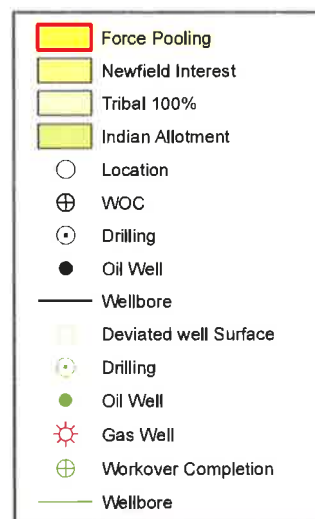 Force Pooling
Newfield Interest
Tribal 100%
Indian Allotment
Location
WOC
Drilling
Oil Well
Wellbore
Deviated well Surface
Drilling
Oil Well
Gas Well
Workover Completion
Wellbore